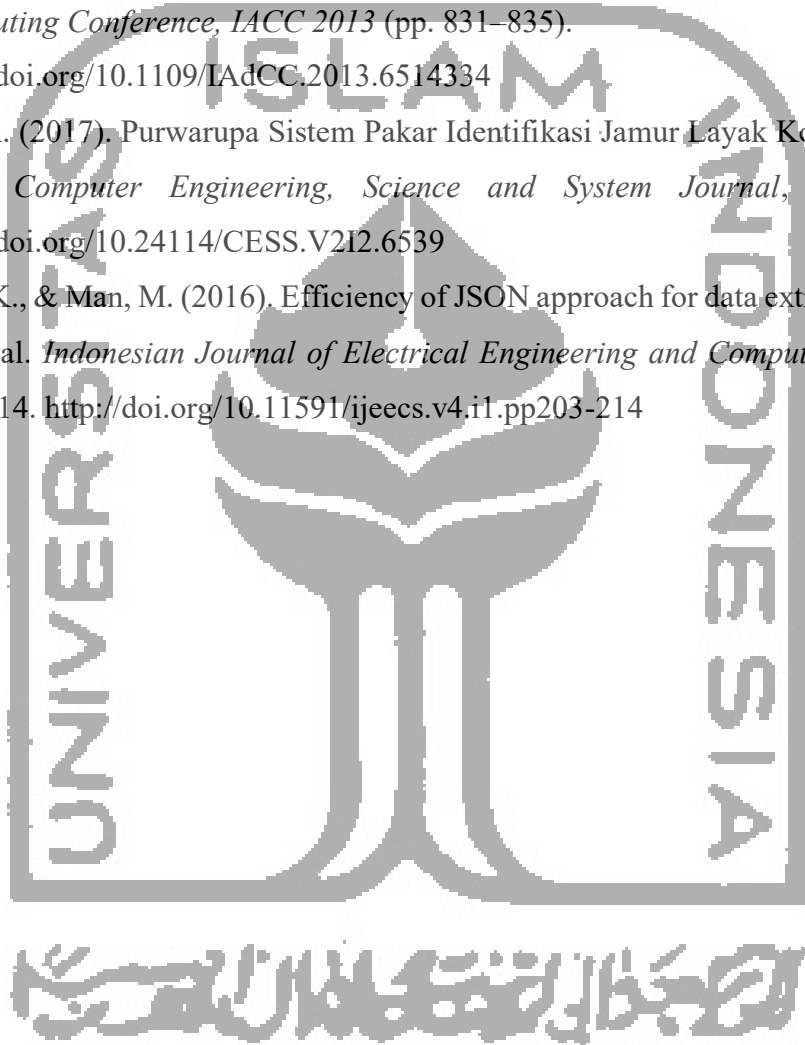 uting Conference, IACC 2013 (pp. 831–835).
doi.org/10.1109/IAdCC.2013.6514334
. (2017). Purwarupa Sistem Pakar Identifikasi Jamur Layak Ko
Computer Engineering, Science and System Journal,
doi.org/10.24114/CESS.V2I2.6539
K., & Man, M. (2016). Efficiency of JSON approach for data ext
al. Indonesian Journal of Electrical Engineering and Comput
14. http://doi.org/10.11591/ijeecs.v4.i1.pp203-214
UNIVERSITAS
ISLAM
INDONESIA